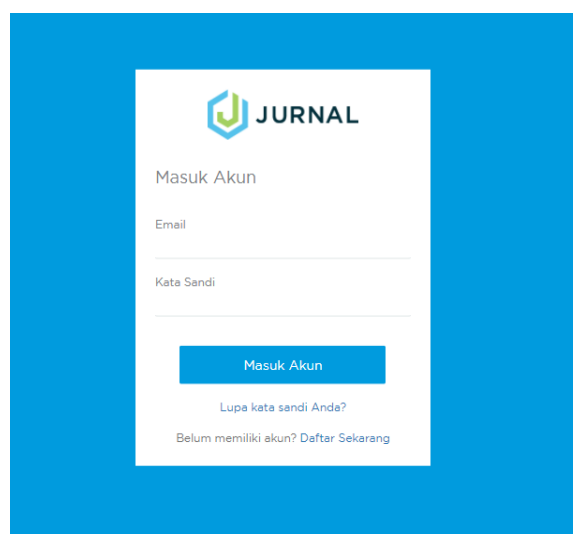 JURNAL
Masuk Akun
Email
Kata Sandi
Masuk Akun
Lupa kata sandi Anda?
Belum memiliki akun? Daftar Sekarang